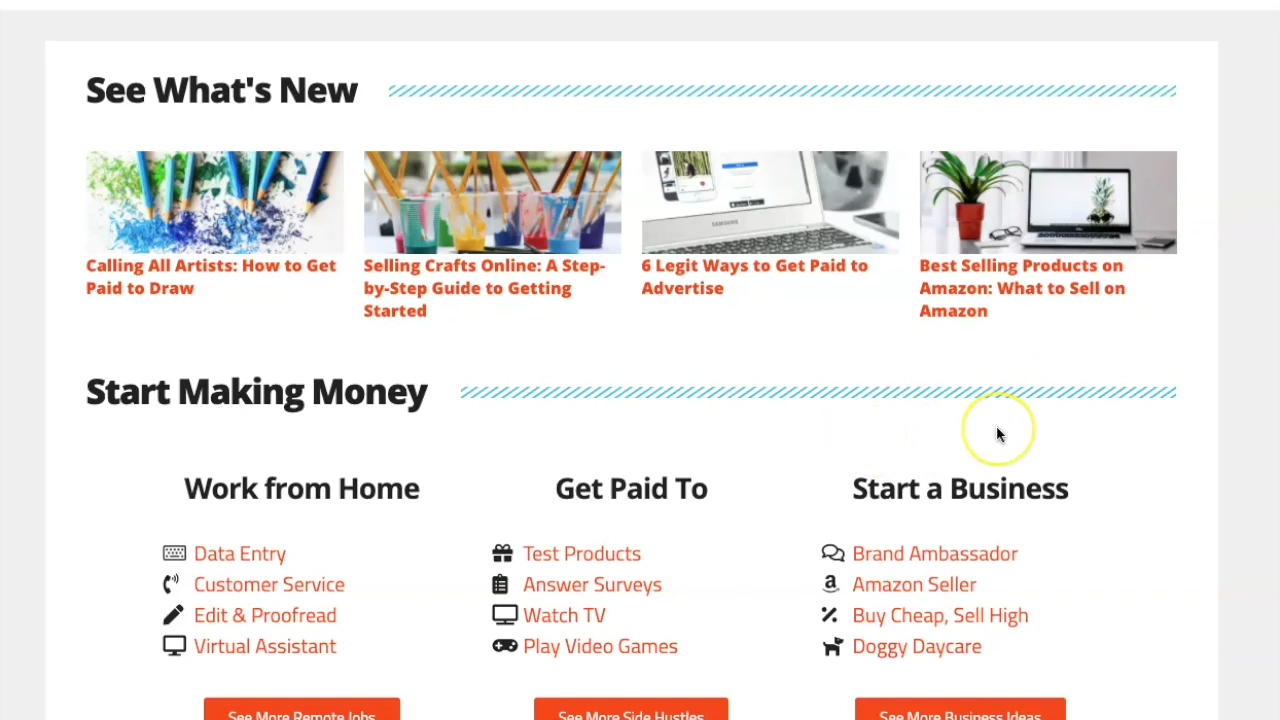 See What's New
Calling All Artists: How to Get
Paid to Draw
Selling Crafts Online: A Step-
by-Step Guide to Getting
Started
6 Legit Ways to Get Paid to
Advertise
Best Selling Products on
Amazon: What to Sell on
Amazon
Start Making Money
Work from Home
Data Entry
Customer Service
Edit & Proofread
Virtual Assistant
See More Remote Jobs
Get Paid To
Test Products
Answer Surveys
Watch TV
Play Video Games
See More Side Hustles
Start a Business
Brand Ambassador
Amazon Seller
Buy Cheap, Sell High
Doggy Daycare
See More Business Ideas